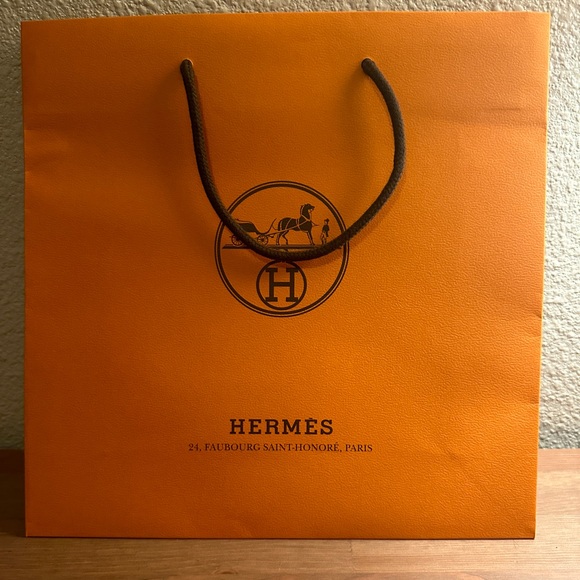 H
HERMÈS
24, FAUBOURG SAINT-HONORÉ, PARIS